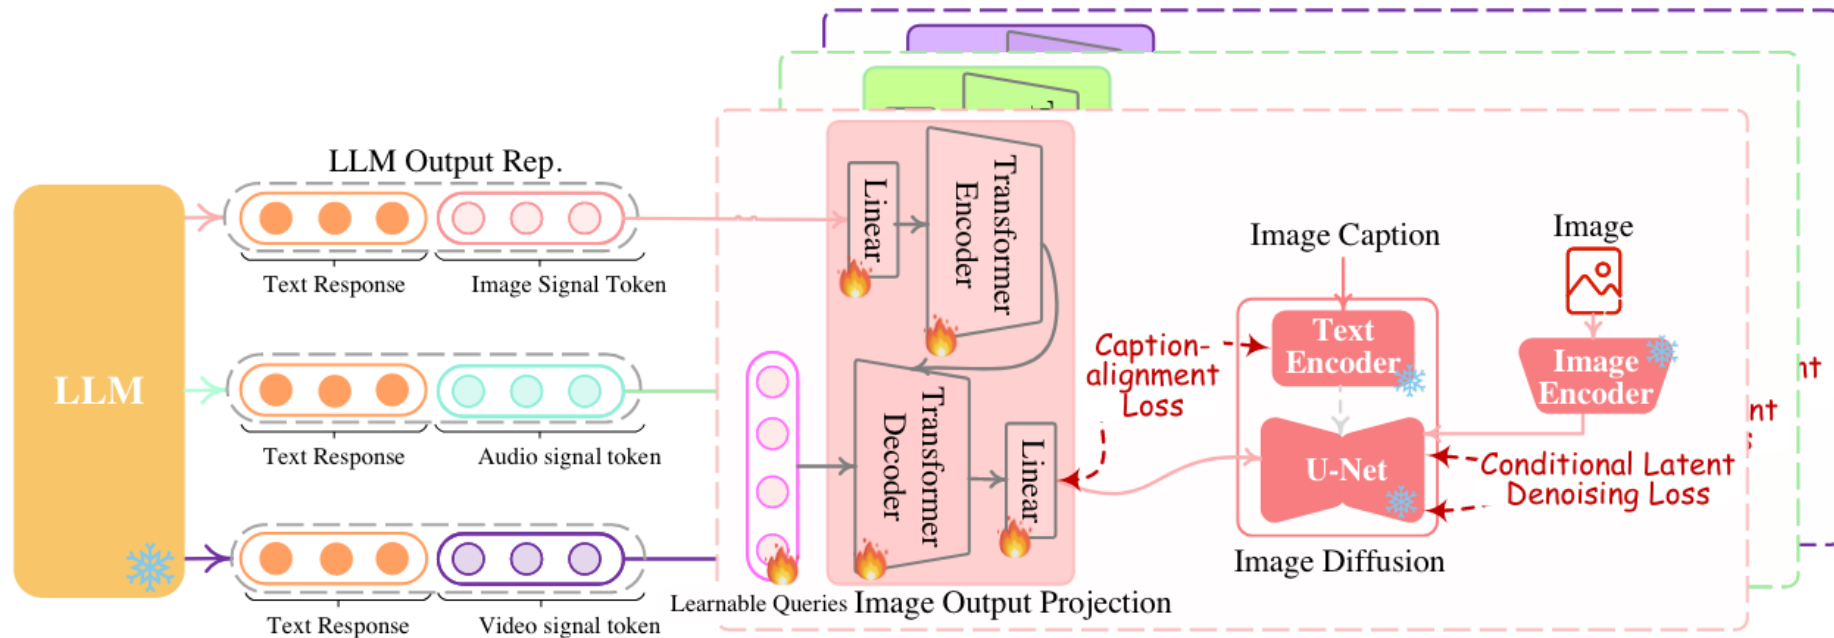 LLM Output Rep.
LLM
Text Response
Image Signal Token
Text Response
Audio signal token
Text Response
Video signal token
Linear
Transformer
Encoder
Transformer
Decoder
Linear
Learnable Queries
Image Output Projection
Caption-
alignment
Loss
Image Caption
Text
Encoder
U-Net
Image Diffusion
Image
Image
Encoder
Conditional Latent
Denoising Loss
nt
nt